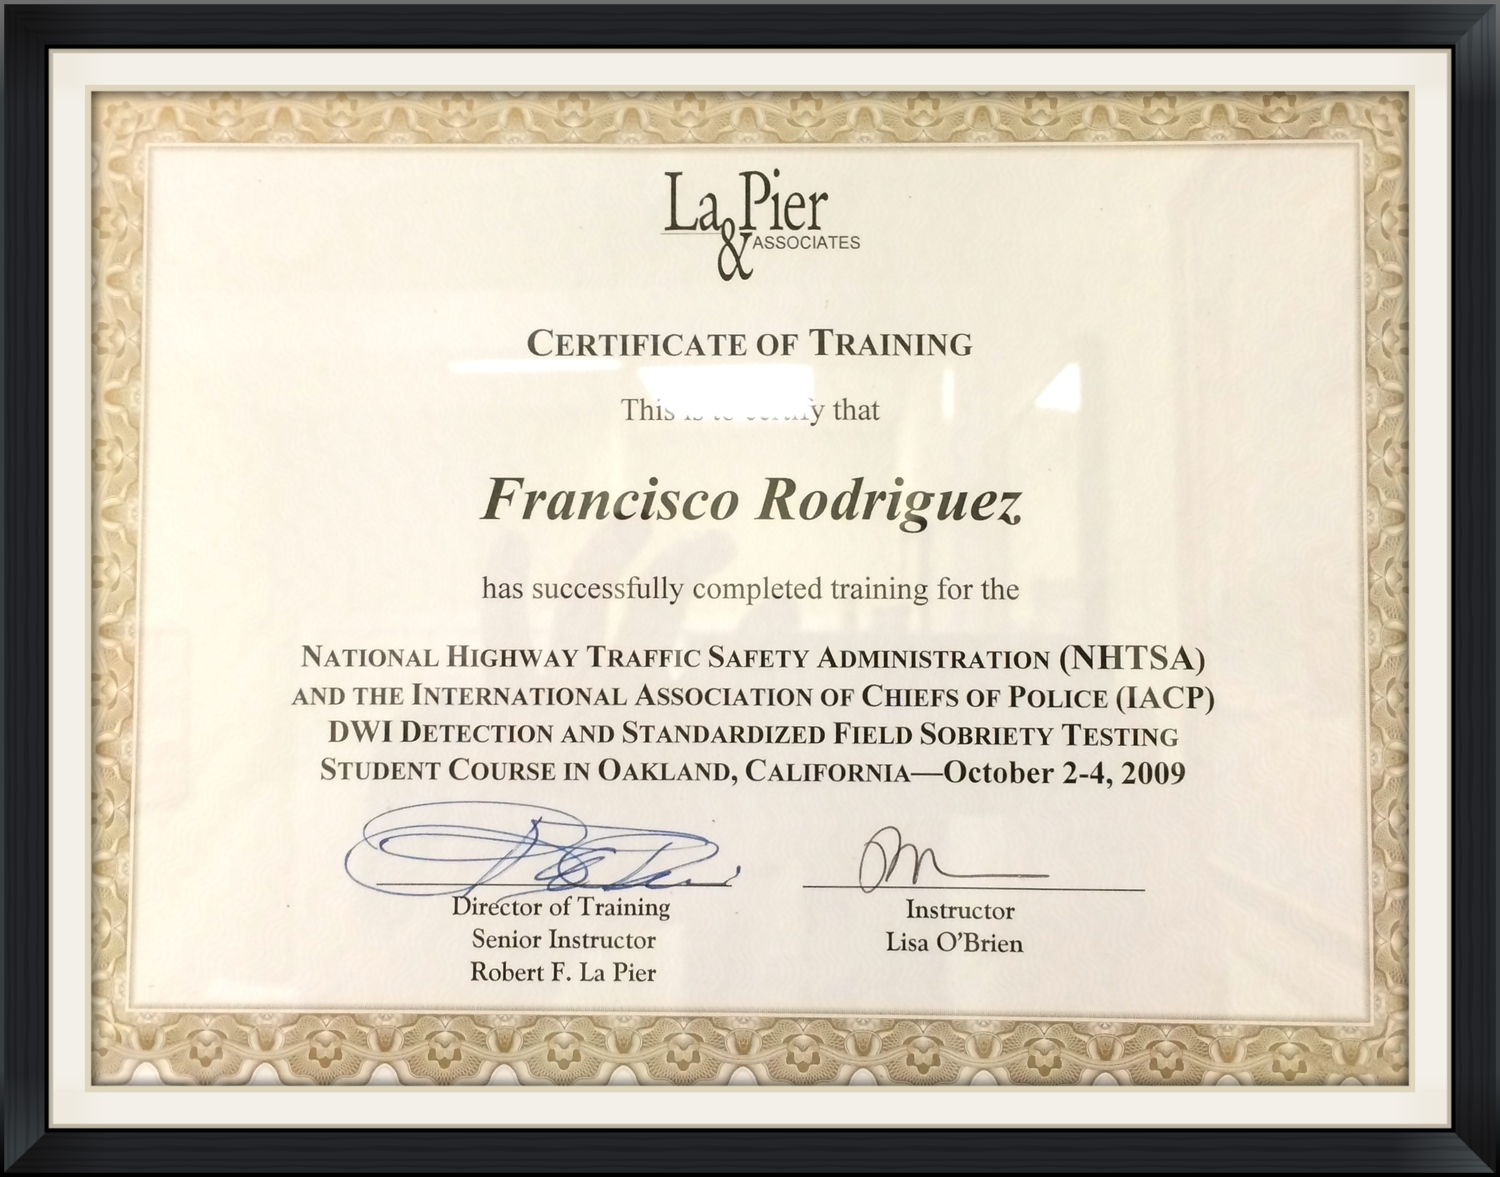 La Pier
& ASSOCIATES
CERTIFICATE OF TRAINING
This is to certify that
Francisco Rodriguez
has successfully completed training for the
NATIONAL HIGHWAY TRAFFIC SAFETY ADMINISTRATION (NHTSA)
AND THE INTERNATIONAL ASSOCIATION OF CHIEFS OF POLICE (IACP)
DWI DETECTION AND STANDARDIZED FIELD SOBRIETY TESTING
STUDENT COURSE IN OAKLAND, CALIFORNIA—October 2-4, 2009
Director of Training
Senior Instructor
Robert F. La Pier
Instructor
Lisa O'Brien